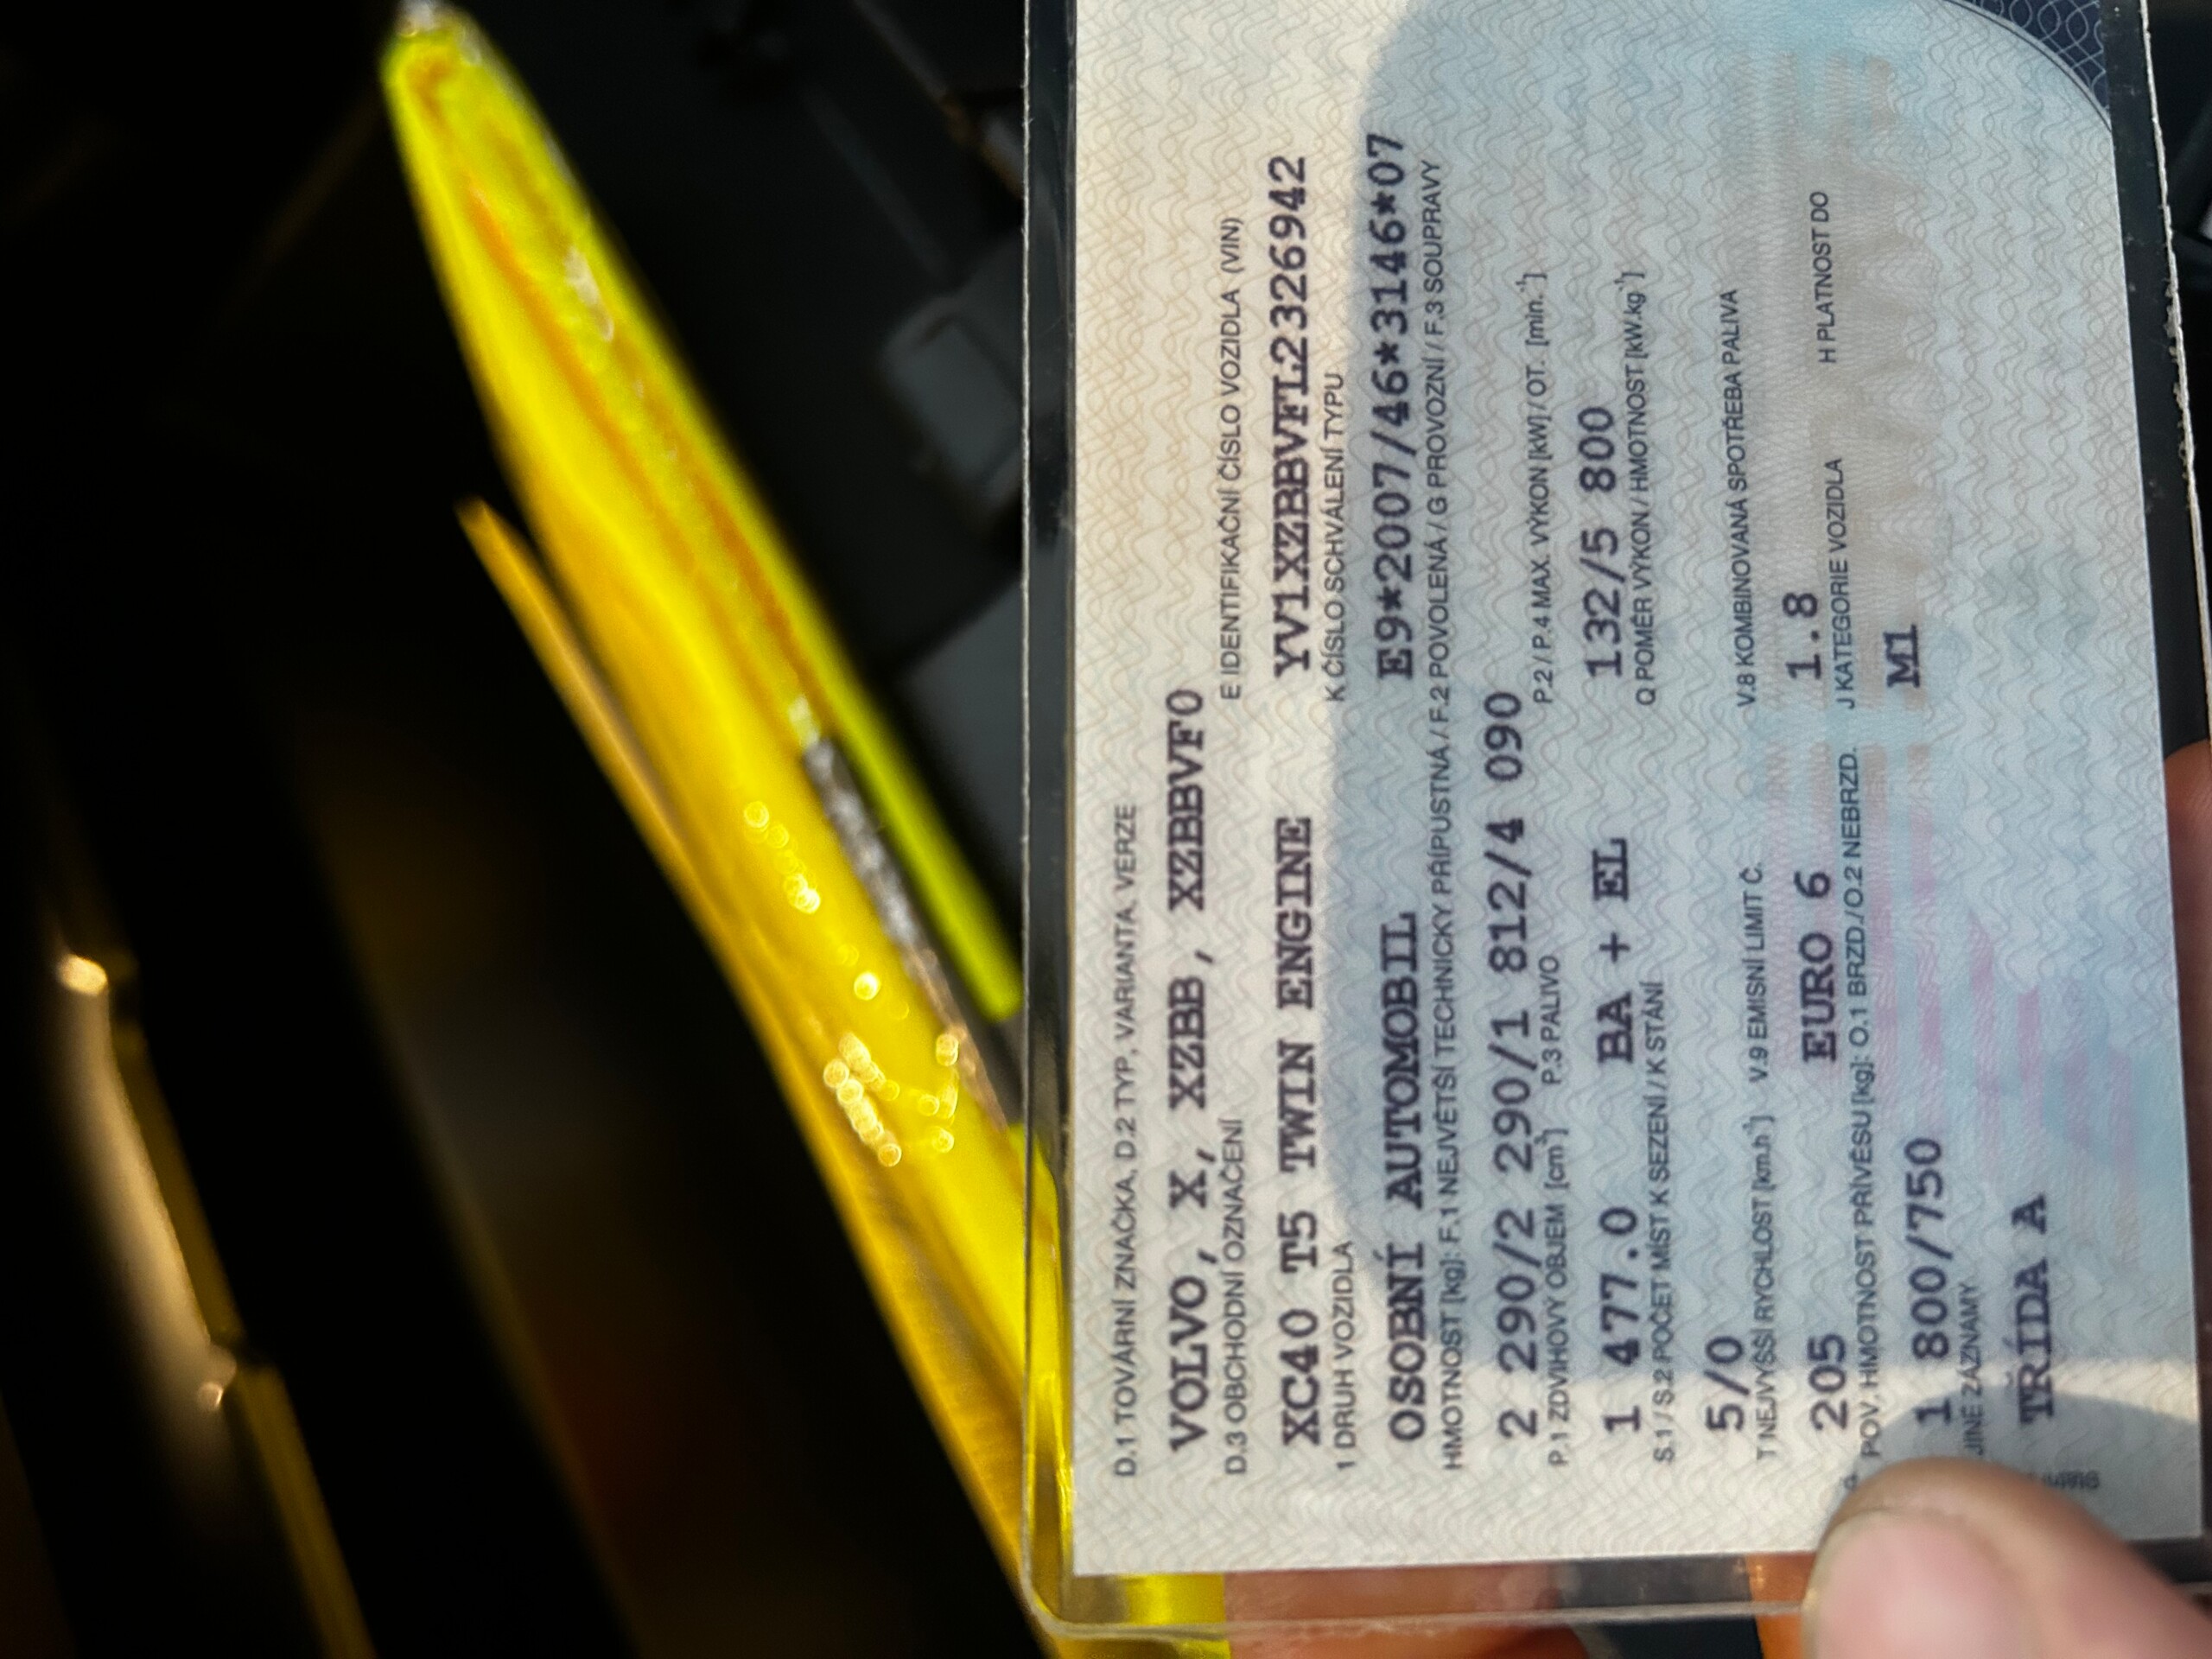 D.1 TOVÁRNÍ ZNAČKA, D.2 TYP, VARIANTA, VERZE
VOLVO, X, XZBB, XZBBVF0
D.3 OBCHODNÍ OZNAČENÍ E IDENTIFIKAČNÍ ČÍSLO VOZIDLA (VIN)
XC40 T5 TWIN ENGINE YV1XZBBVFL2326942
1 DRUH VOZIDLA K ČÍSLO SCHVÁLENÍ TYPU
OSOBNÍ AUTOMOBIL E9*2007/46*3146*07
HMOTNOST [kg]: F.1 NEJVĚTŠÍ TECHNICKY PŘÍPUSTNÁ / F.2 POVOLENÁ / G PROVOZNÍ / F.3 SOUPRAVY
2 290/2 290/1 812/4 090
P.1 ZDVIHOVÝ OBJEM [cm³] P.3 PALIVO P.2 / P.4 MAX. VÝKON [kW] / OT. [min.⁻¹]
1 477.0 BA + EL 132/5 800
S.1 / S.2 POČET MÍST K SEZENÍ / K STÁNÍ Q POMĚR VÝKON / HMOTNOST [kW.kg⁻¹]
5/0
T NEJVYŠŠÍ RYCHLOST [km.h⁻¹] V.9 EMISNÍ LIMIT Č. V.8 KOMBINOVANÁ SPOTŘEBA PALIVA
205 EURO 6 1.8
POV. HMOTNOST PŘÍVĚSU [kg]: O.1 BRZD./O.2 NEBRZD. J KATEGORIE VOZIDLA H PLATNOST DO
1 800/750 M1
JINÉ ZÁZNAMY
TŘÍDA A